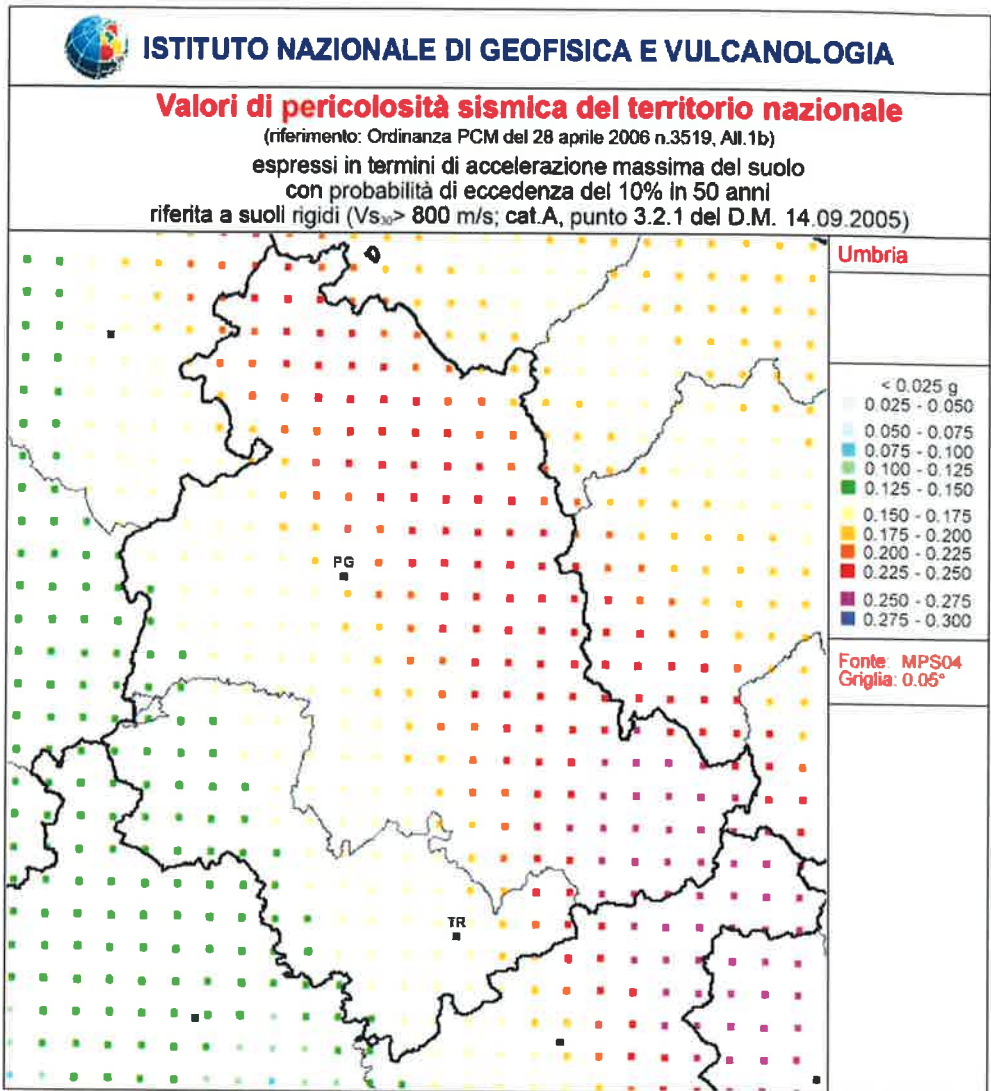 ISTITUTO NAZIONALE DI GEOFISICA E VULCANOLOGIA
Valori di pericolosità sismica del territorio nazionale
(riferimento: Ordinanza PCM del 28 aprile 2006 n.3519, All.1b)
espressi in termini di accelerazione massima del suolo
con probabilità di eccedenza del 10% in 50 anni
riferita a suoli rigidi (Vs₃₀> 800 m/s; cat.A, punto 3.2.1 del D.M. 14.09.2005)
Umbria
< 0.025 g
0.025 - 0.050
0.050 - 0.075
0.075 - 0.100
0.100 - 0.125
0.125 - 0.150
0.150 - 0.175
0.175 - 0.200
0.200 - 0.225
0.225 - 0.250
0.250 - 0.275
0.275 - 0.300
Fonte: MPS04
Griglia: 0.05°
PG
TR